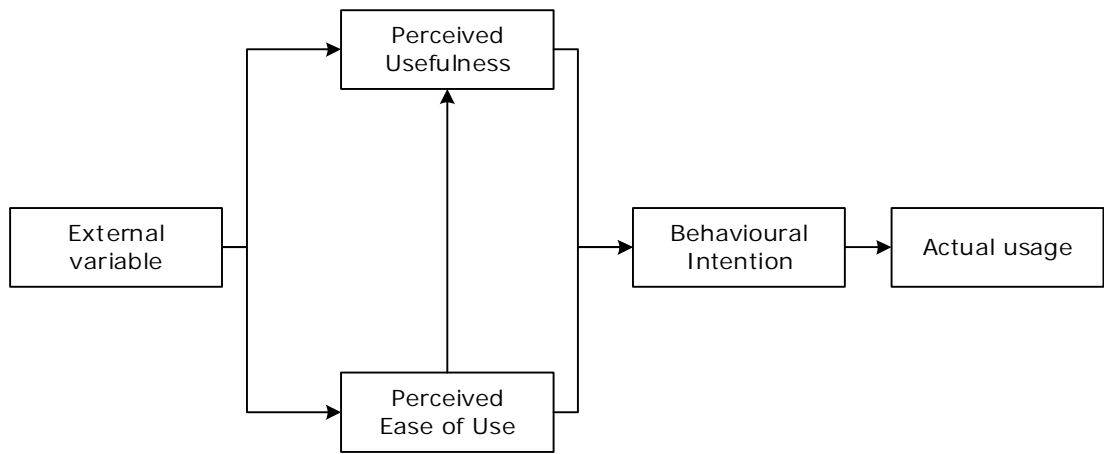 Perceived
Usefulness
External
variable
Behavioural
Intention
Actual usage
Perceived
Ease of Use